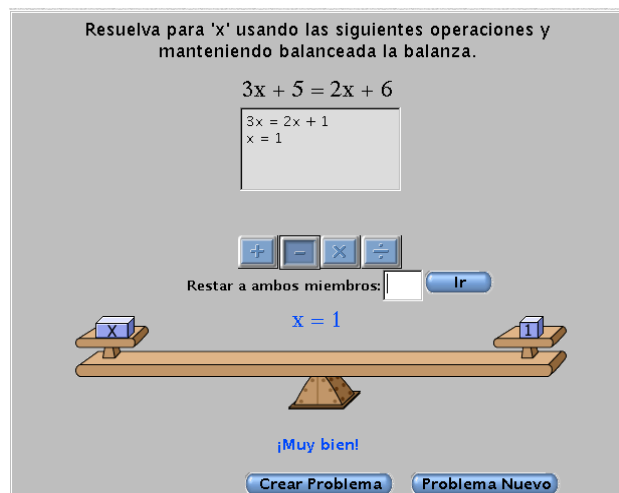 Resuelva para 'x' usando las siguientes operaciones y
manteniendo balanceada la balanza.
3x + 5 = 2x + 6
3x = 2x + 1
x = 1
+ − × ÷
Restar a ambos miembros: Ir
x = 1
X 1
¡Muy bien!
Crear Problema Problema Nuevo